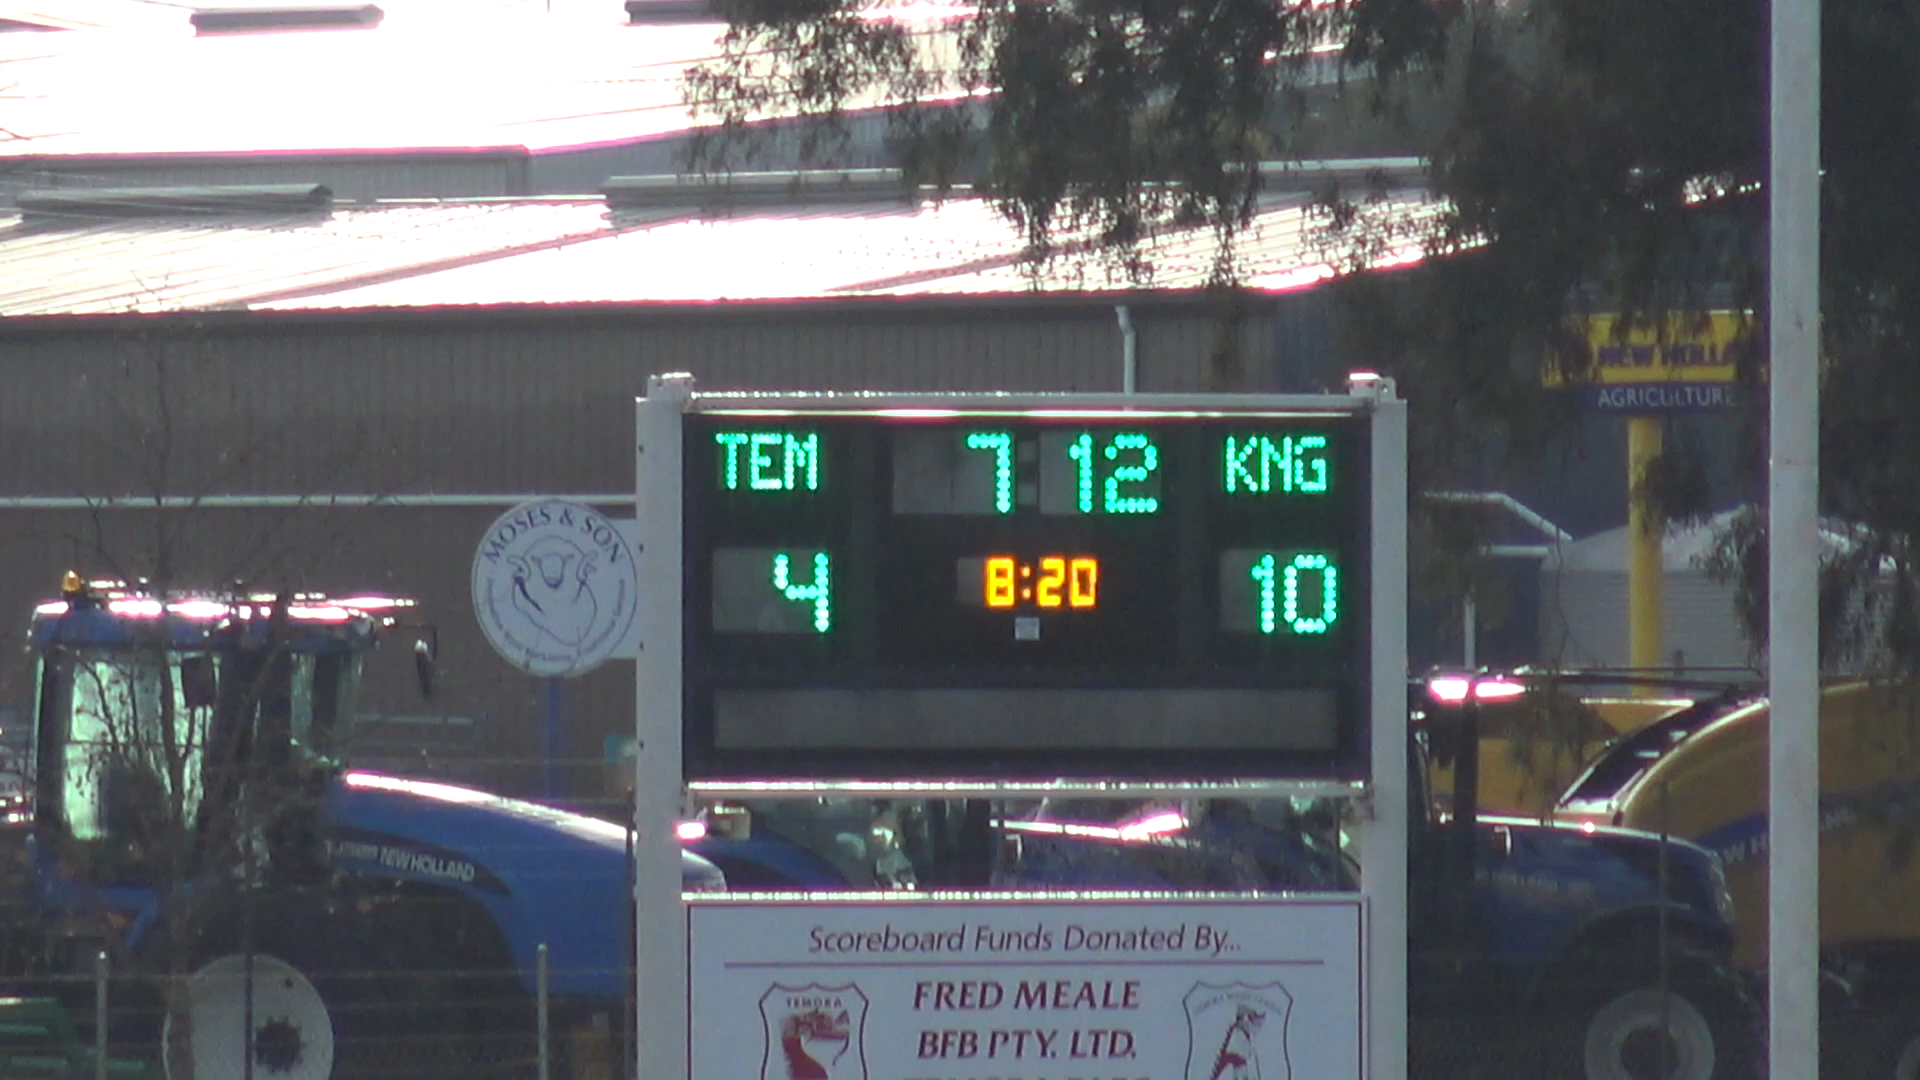 NEW HOLLA
AGRICULTURE
TEM 7 12 KNG
4 8:20 10
MOSES & SON
NEW HOLLAND
Scoreboard Funds Donated By...
FRED MEALE
BFB PTY. LTD.
TEMORA